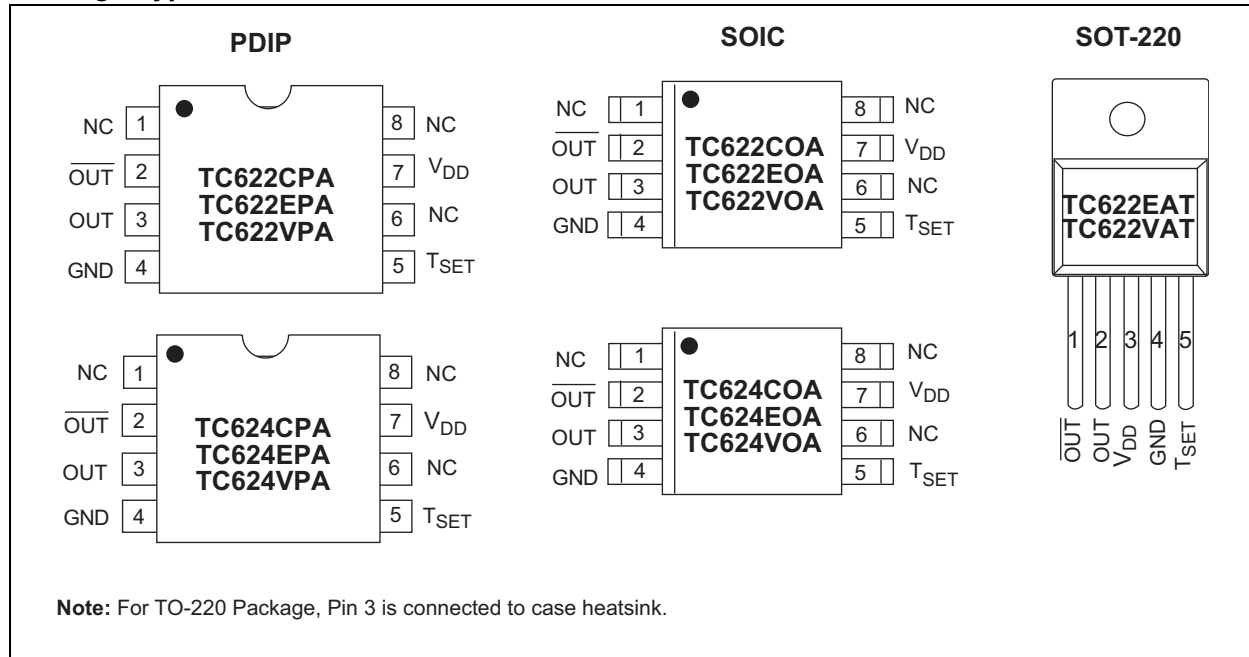 PDIP
NC 1
8 NC
OUT 2
7 VDD
OUT 3
6 NC
GND 4
5 TSET
TC622CPA
TC622EPA
TC622VPA
SOIC
NC 1
8 NC
OUT 2
7 VDD
OUT 3
6 NC
GND 4
5 TSET
TC622COA
TC622EOA
TC622VOA
SOT-220
TC622EAT
TC622VAT
1 2 3 4 5
OUT
OUT
VDD
GND
TSET
NC 1
8 NC
OUT 2
7 VDD
OUT 3
6 NC
GND 4
5 TSET
TC624CPA
TC624EPA
TC624VPA
NC 1
8 NC
OUT 2
7 VDD
OUT 3
6 NC
GND 4
5 TSET
TC624COA
TC624EOA
TC624VOA
Note: For TO-220 Package, Pin 3 is connected to case heatsink.